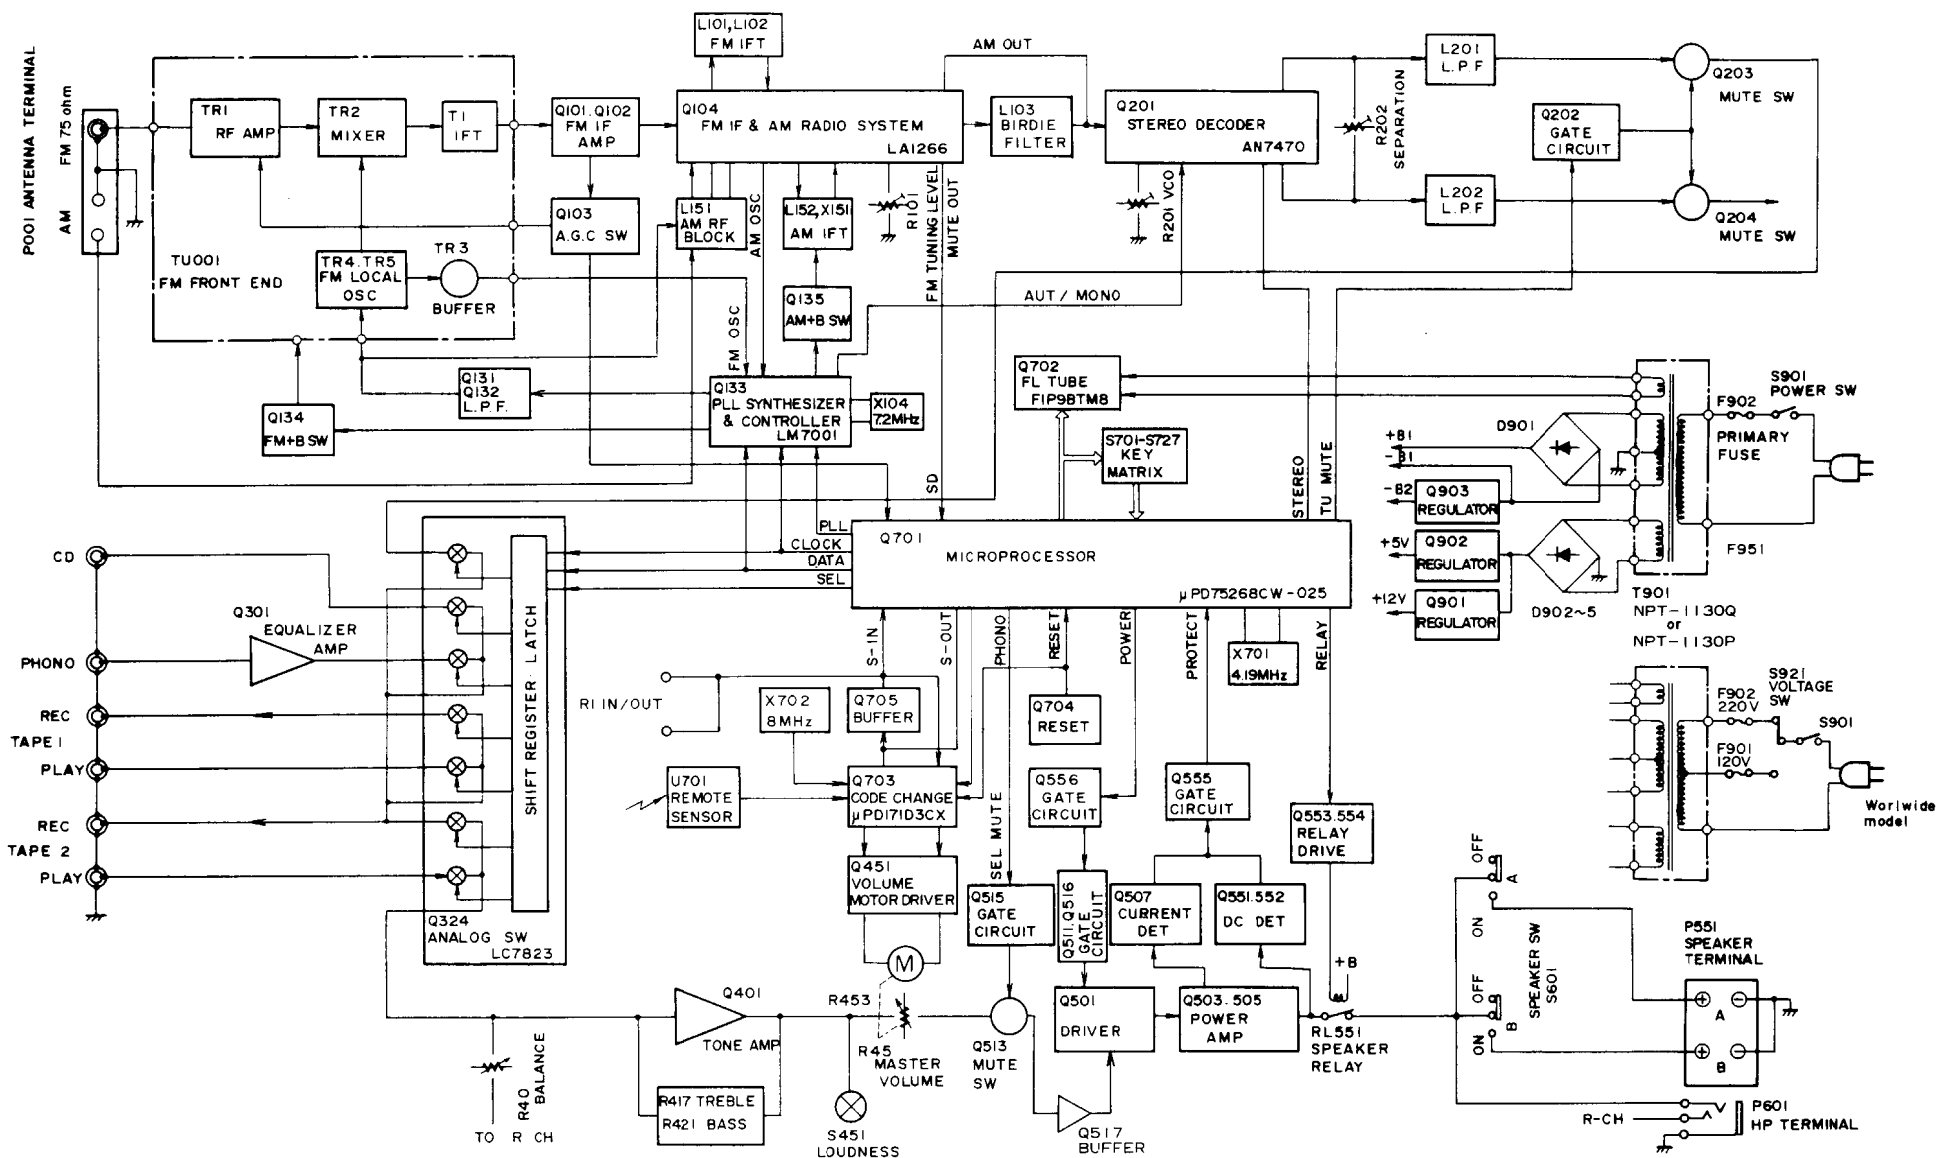 P001 ANTENNA TERMINAL
FM 75 ohm
AM
TR1
RF AMP
TR2
MIXER
T1
IFT
TU001
FM FRONT END
TR4.TR5
FM LOCAL
OSC
TR3
BUFFER
Q101.Q102
FM IF
AMP
Q103
A.G.C SW
L101,L102
FM IFT
Q104
FM IF & AM RADIO SYSTEM
LA1266
AM OUT
L151
AM RF
BLOCK
AM OSC
L152,X151
AM IFT
R101
FM TUNING LEVEL
MUTE OUT
L103
BIRDIE
FILTER
Q201
STEREO DECODER
AN7470
R201 VCO
R202
SEPARATION
L201
L.P.F
L202
L.P.F
Q202
GATE
CIRCUIT
Q203
MUTE SW
Q204
MUTE SW
Q135
AM+B SW
AUT / MONO
FM OSC
Q131
Q132
L.P.F.
Q134
FM+B SW
Q133
PLL SYNTHESIZER
& CONTROLLER
LM7001
X104
7.2MHz
Q702
FL TUBE
FIP9BTM8
S701-S727
KEY
MATRIX
SD
STEREO
TU MUTE
D901
+B1
-B1
-B2
Q903
REGULATOR
+5V
Q902
REGULATOR
+12V
Q901
REGULATOR
D902~5
S901
POWER SW
F902
PRIMARY
FUSE
F951
T901
NPT-1130Q
or
NPT-1130P
S921
VOLTAGE
SW
F902
220V
S901
F901
120V
Worlwide
model
CD
PHONO
REC
TAPE 1
PLAY
REC
TAPE 2
PLAY
Q301
EQUALIZER
AMP
SHIFT REGISTER·LATCH
Q324
ANALOG SW
LC7823
PLL
CLOCK
DATA
SEL
Q701
MICROPROCESSOR
μPD75268CW-025
S-IN
S-OUT
PHONO
RESET
POWER
PROTECT
X701
4.19MHz
RELAY
RI IN/OUT
X702
8MHz
Q705
BUFFER
Q704
RESET
U701
REMOTE
SENSOR
Q703
CODE CHANGE
μPD171D3CX
SEL MUTE
Q556
GATE
CIRCUIT
Q555
GATE
CIRCUIT
Q553.554
RELAY
DRIVE
Q451
VOLUME
MOTOR DRIVER
Q515
GATE
CIRCUIT
Q511.Q516
GATE
CIRCUIT
Q507
CURRENT
DET
Q551.552
DC DET
M
+B
Q401
TONE AMP
R453
R45
MASTER
VOLUME
Q513
MUTE
SW
Q501
DRIVER
Q503.505
POWER
AMP
RL551
SPEAKER
RELAY
R40
BALANCE
TO R CH
R417 TREBLE
R421 BASS
S451
LOUDNESS
Q517
BUFFER
OFF
A
ON
OFF
B
ON
SPEAKER SW
S601
P551
SPEAKER
TERMINAL
+ −
A
+ −
B
R-CH
P601
HP TERMINAL